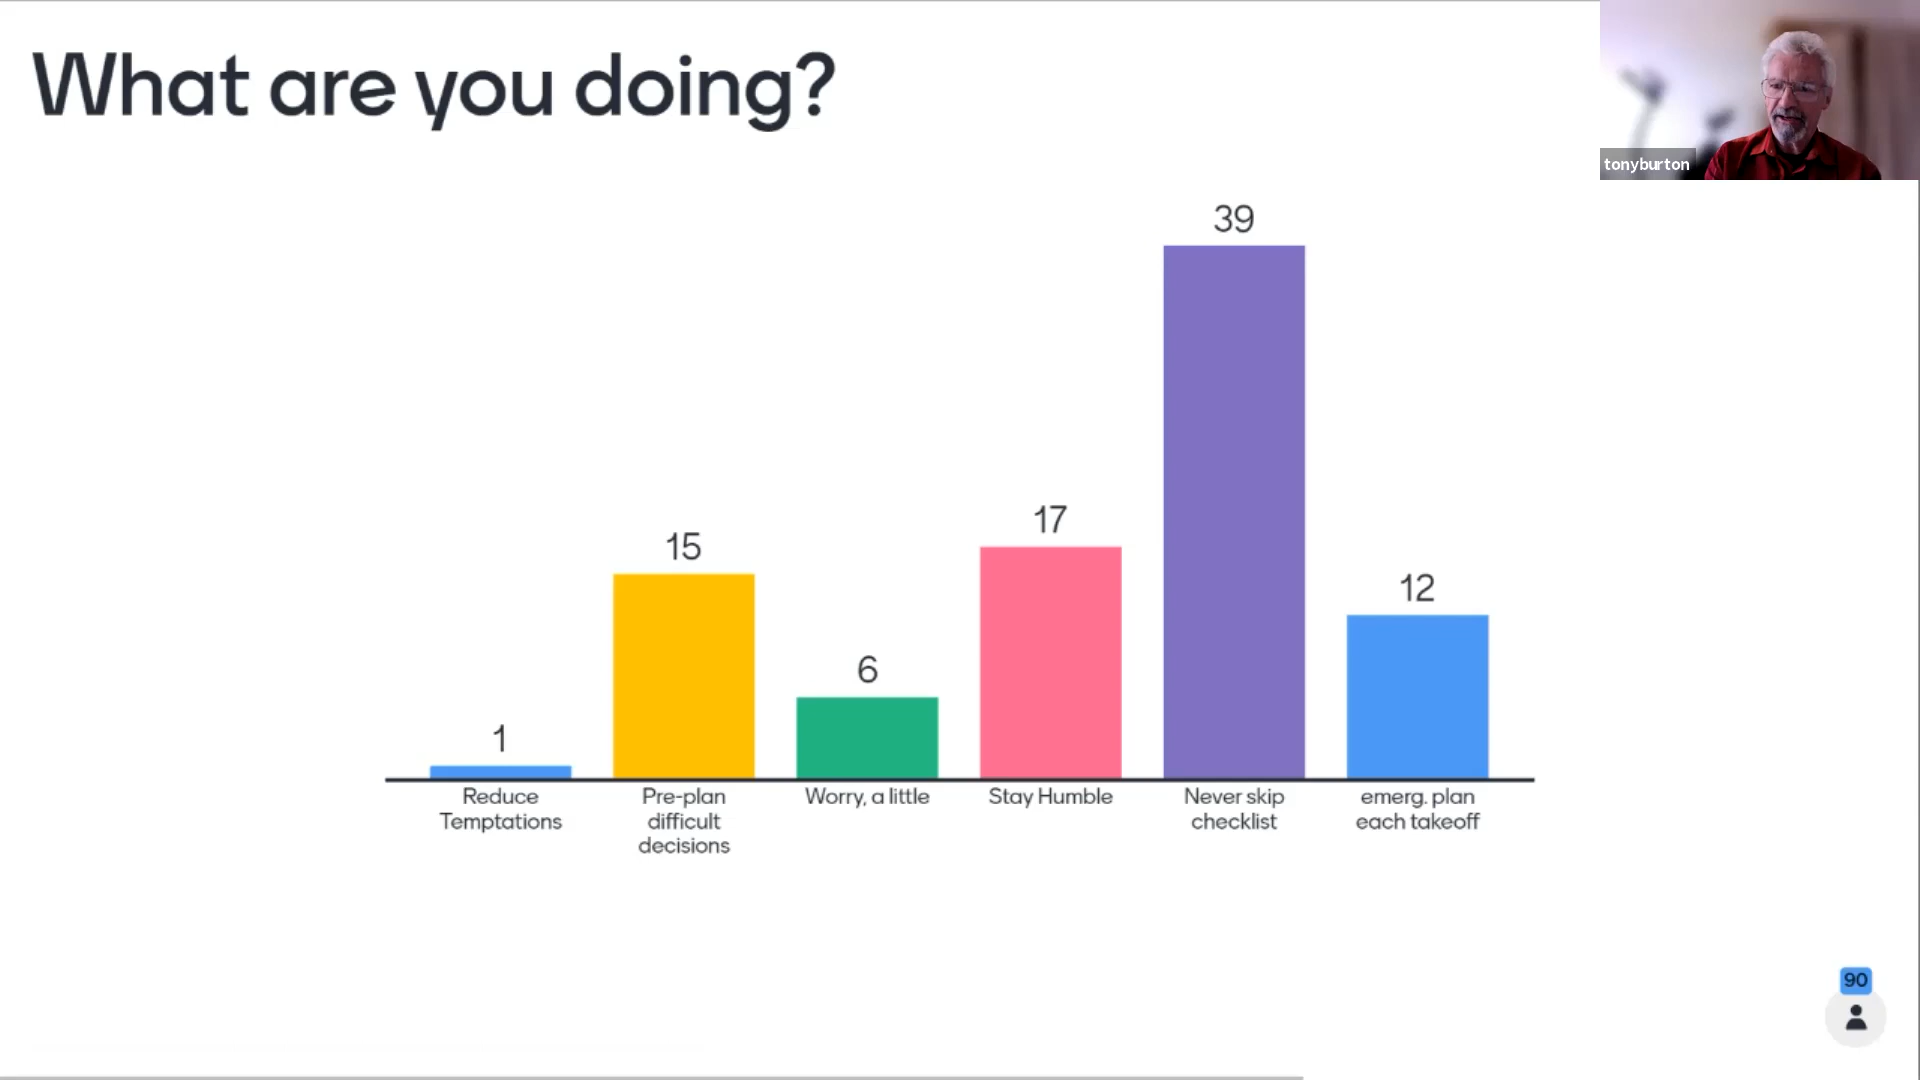 What are you doing?
tonyburton
39
17
15
12
6
1
Reduce
Temptations
Pre-plan
difficult
decisions
Worry, a little
Stay Humble
Never skip
checklist
emerg. plan
each takeoff
90